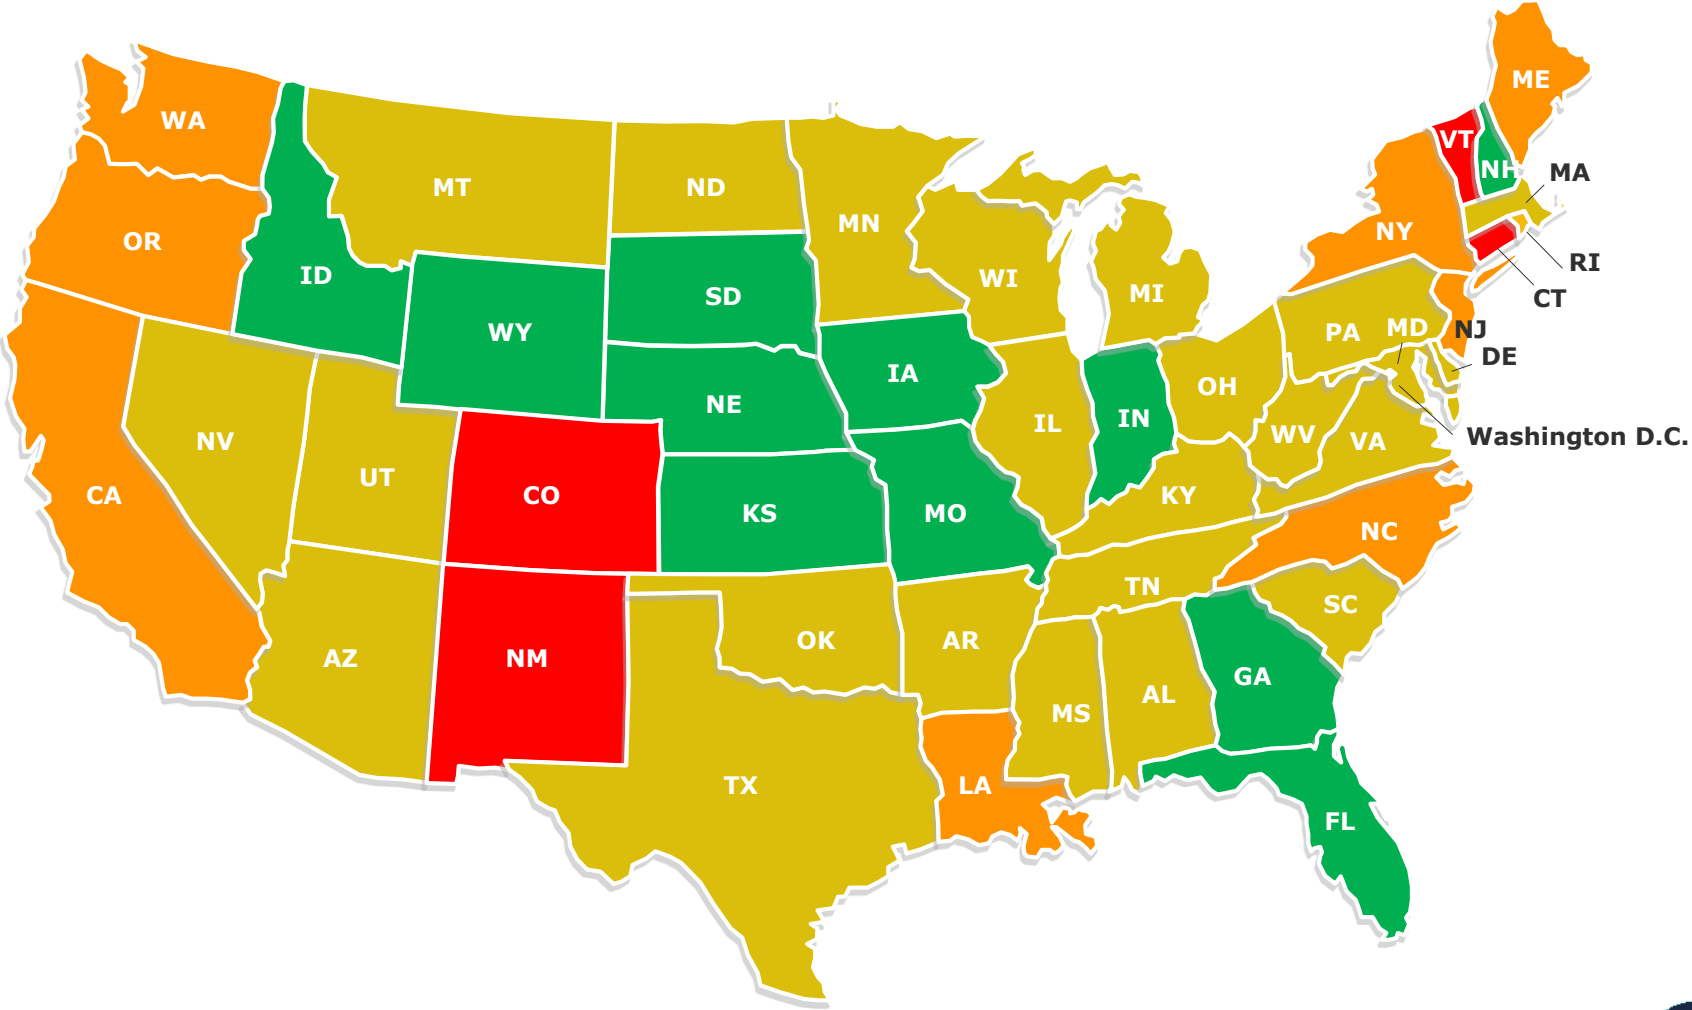 ME
WA
VT
NH
MA
MT
ND
MN
NY
OR
RI
ID
WI
MI
CT
SD
WY
PA
MD
NJ
DE
IA
OH
NE
IN
IL
WV
VA
Washington D.C.
NV
UT
CO
CA
KY
KS
MO
NC
TN
SC
OK
AR
AZ
NM
GA
AL
MS
TX
LA
FL